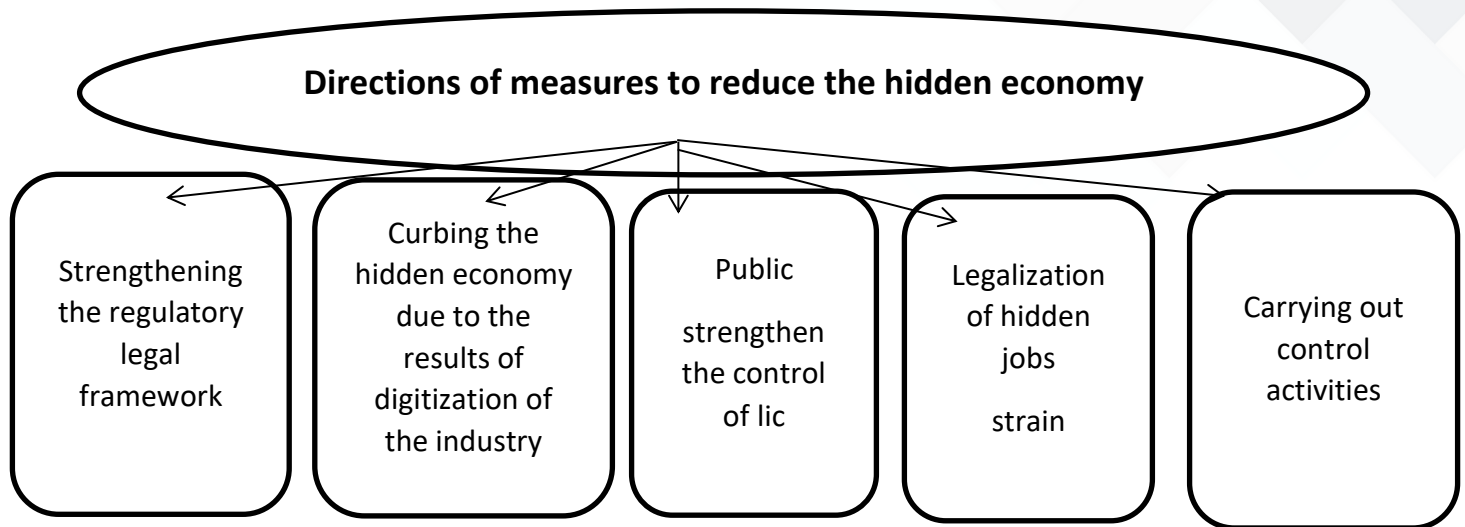 Directions of measures to reduce the hidden economy
Strengthening
the regulatory
legal
framework
Curbing the
hidden economy
due to the
results of
digitization of
the industry
Public
strengthen
the control
of lic
Legalization
of hidden
jobs
strain
Carrying out
control
activities